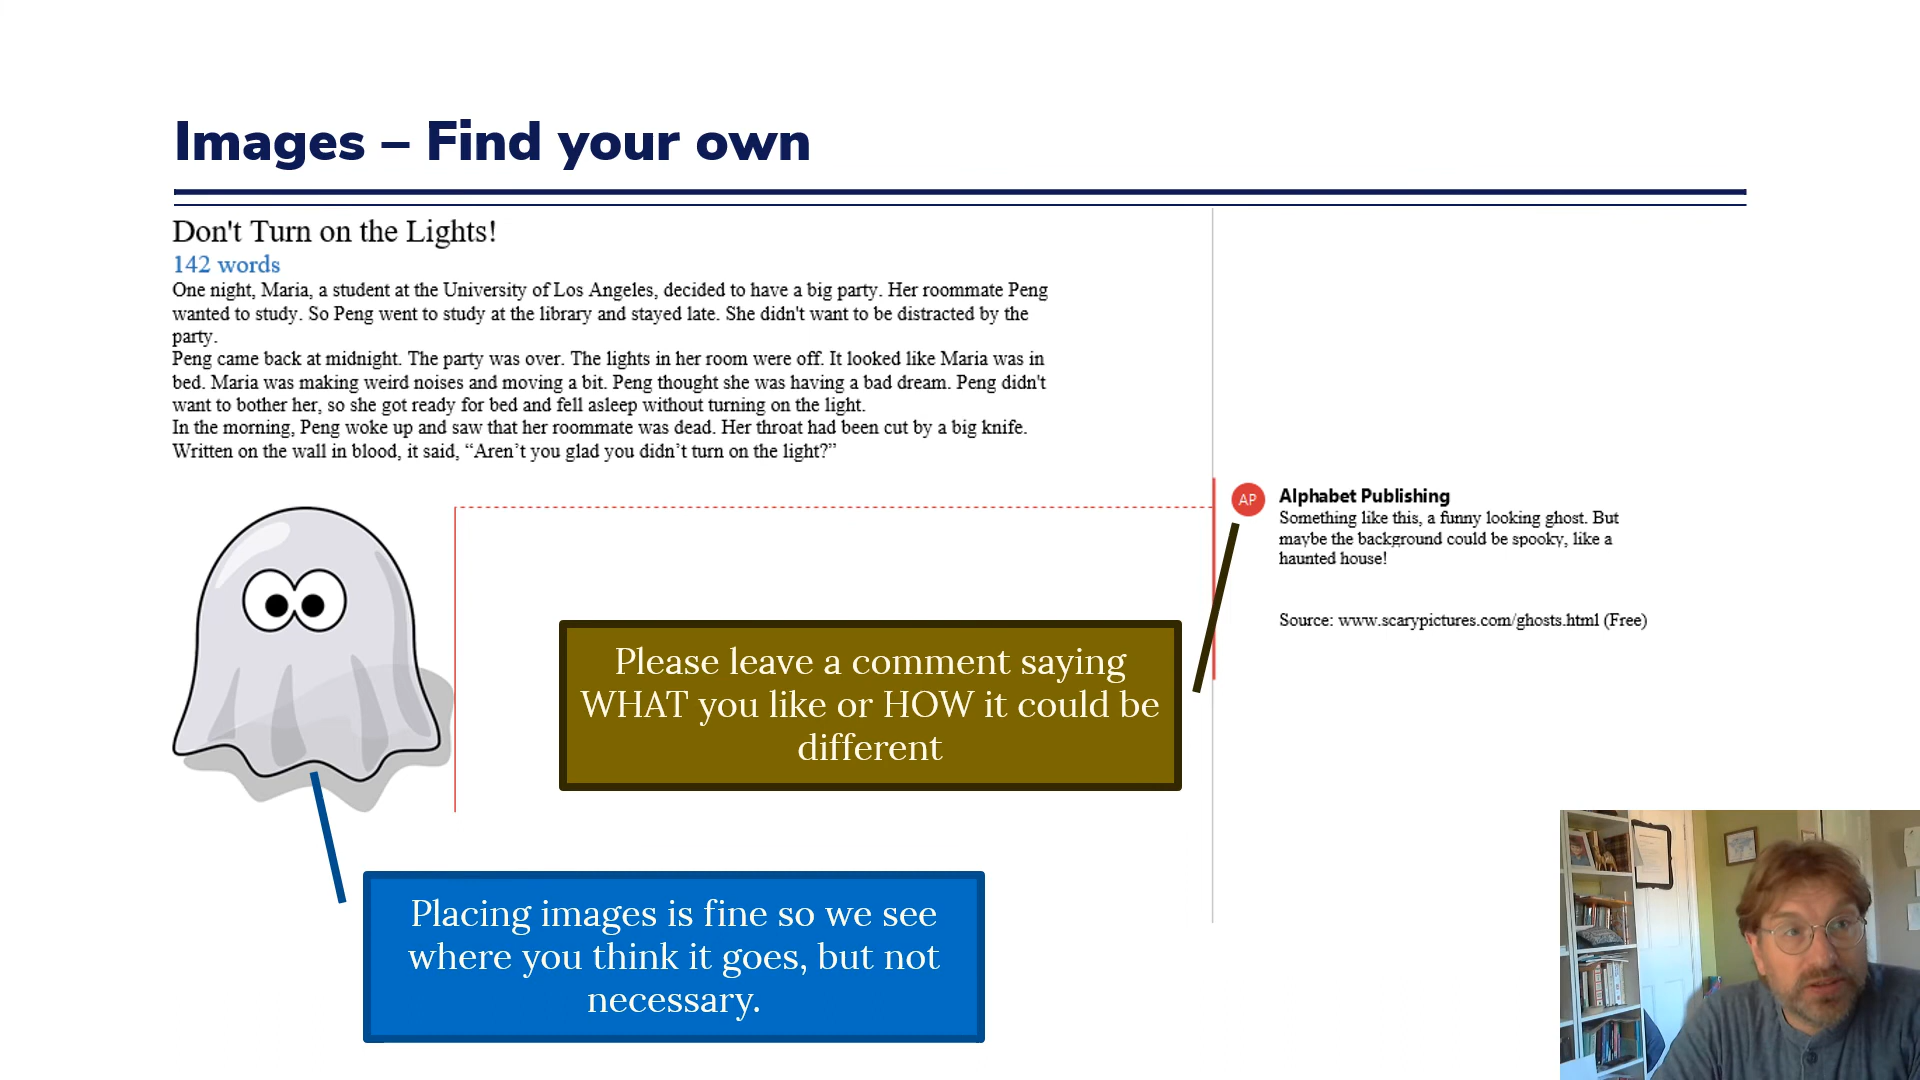 Images – Find your own
Don't Turn on the Lights!
142 words
One night, Maria, a student at the University of Los Angeles, decided to have a big party. Her roommate Peng
wanted to study. So Peng went to study at the library and stayed late. She didn't want to be distracted by the
party.
Peng came back at midnight. The party was over. The lights in her room were off. It looked like Maria was in
bed. Maria was making weird noises and moving a bit. Peng thought she was having a bad dream. Peng didn't
want to bother her, so she got ready for bed and fell asleep without turning on the light.
In the morning, Peng woke up and saw that her roommate was dead. Her throat had been cut by a big knife.
Written on the wall in blood, it said, “Aren’t you glad you didn’t turn on the light?”
AP
Alphabet Publishing
Something like this, a funny looking ghost. But
maybe the background could be spooky, like a
haunted house!
Source: www.scarypictures.com/ghosts.html (Free)
Please leave a comment saying
WHAT you like or HOW it could be
different
Placing images is fine so we see
where you think it goes, but not
necessary.